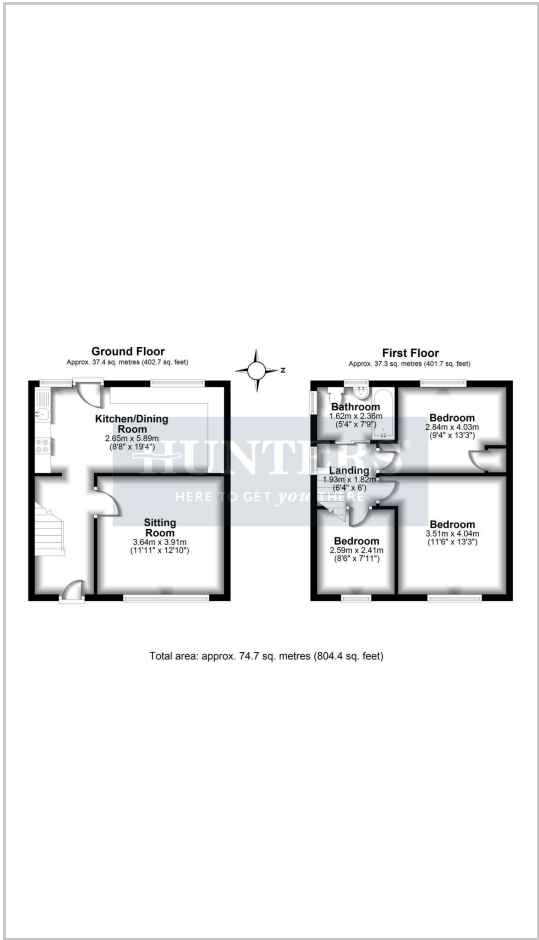 Ground Floor
Approx. 37.4 sq. metres (402.7 sq. feet)
Kitchen/Dining
Room
2.65m x 5.89m
(8'8" x 19'4")
Sitting
Room
3.64m x 3.91m
(11'11" x 12'10")
Z
First Floor
Approx. 37.3 sq. metres (401.7 sq. feet)
Bathroom
1.62m x 2.36m
(5'4" x 7'9")
Bedroom
2.84m x 4.03m
(9'4" x 13'3")
Landing
1.93m x 1.82m
(6'4" x 6')
Bedroom
2.59m x 2.41m
(8'6" x 7'11")
Bedroom
3.51m x 4.04m
(11'6" x 13'3")
HUNTERS®
HERE TO GET you THERE
Total area: approx. 74.7 sq. metres (804.4 sq. feet)